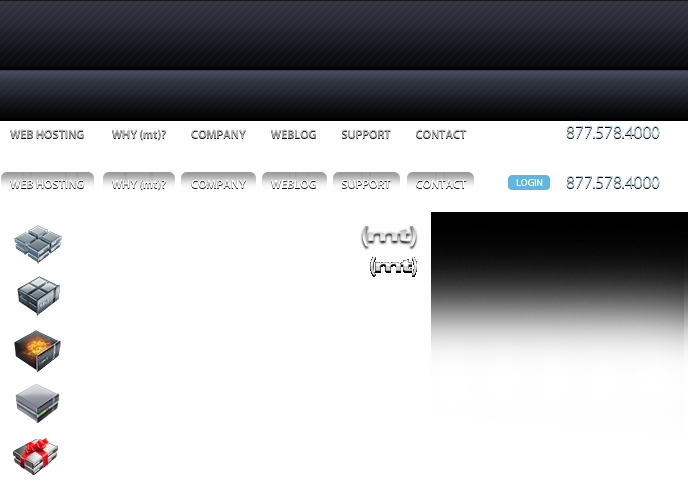 WEB HOSTING WHY (mt)? COMPANY WEBLOG SUPPORT CONTACT 877.578.4000
WEB HOSTING WHY (mt)? COMPANY WEBLOG SUPPORT CONTACT LOGIN 877.578.4000
(mt)
(mt)